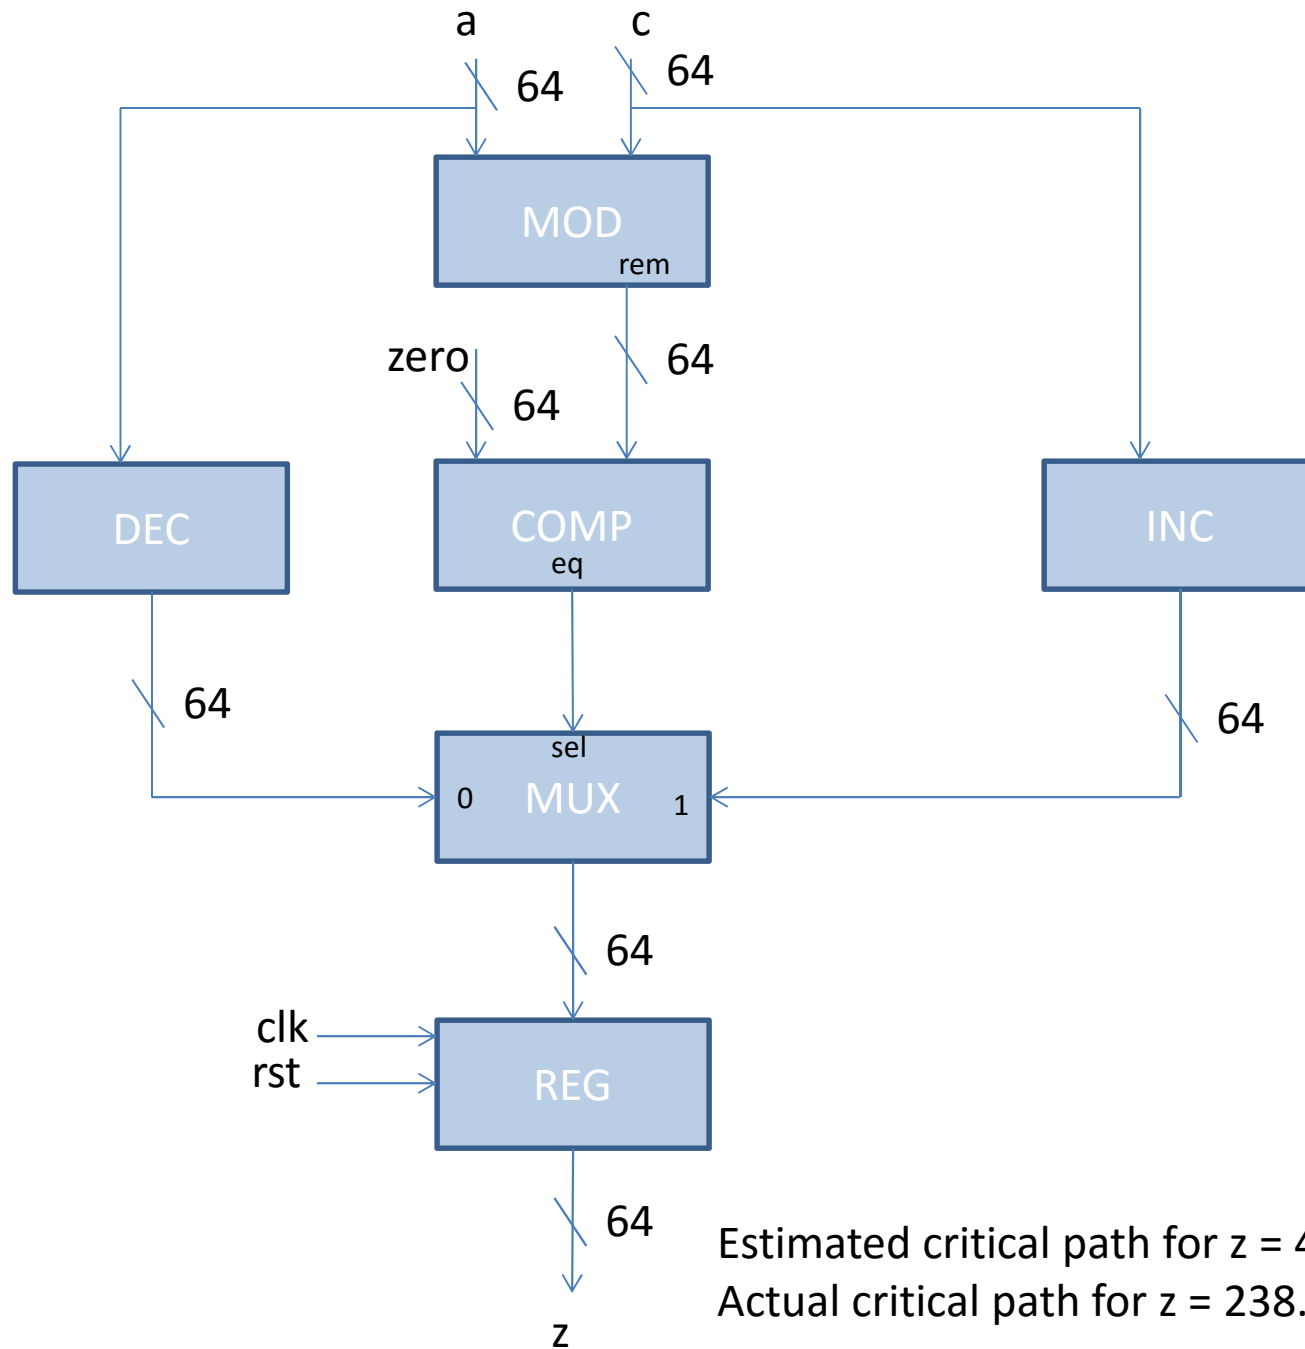 a
c
64
64
MOD
rem
zero
64
64
DEC
COMP
eq
INC
64
64
sel
0
MUX
1
64
clk
rst
REG
64
Estimated critical path for z = 4
Actual critical path for z = 238.
z